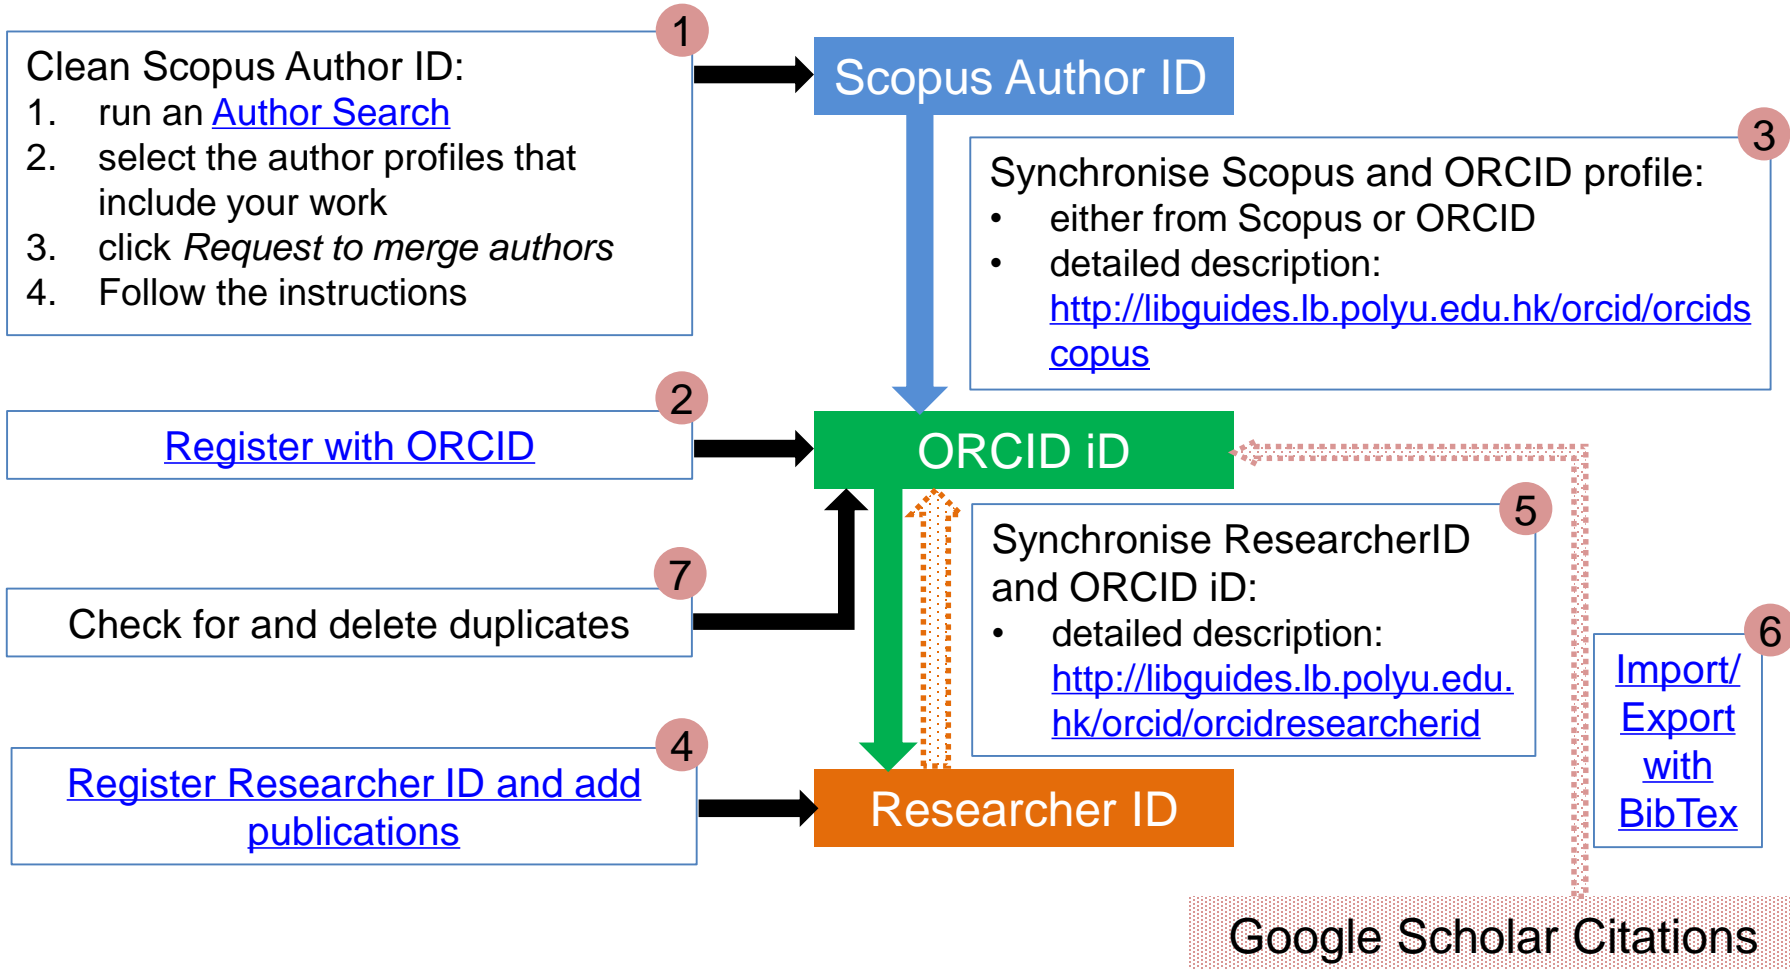 1
Clean Scopus Author ID:
1. run an Author Search
2. select the author profiles that
include your work
3. click Request to merge authors
4. Follow the instructions
Scopus Author ID
3
Synchronise Scopus and ORCID profile:
• either from Scopus or ORCID
• detailed description:
http://libguides.lb.polyu.edu.hk/orcid/orcids
copus
2
Register with ORCID
ORCID iD
5
Synchronise ResearcherID
and ORCID iD:
• detailed description:
http://libguides.lb.polyu.edu.
hk/orcid/orcidresearcherid
7
Check for and delete duplicates
6
Import/
Export
with
BibTex
4
Register Researcher ID and add
publications
Researcher ID
Google Scholar Citations